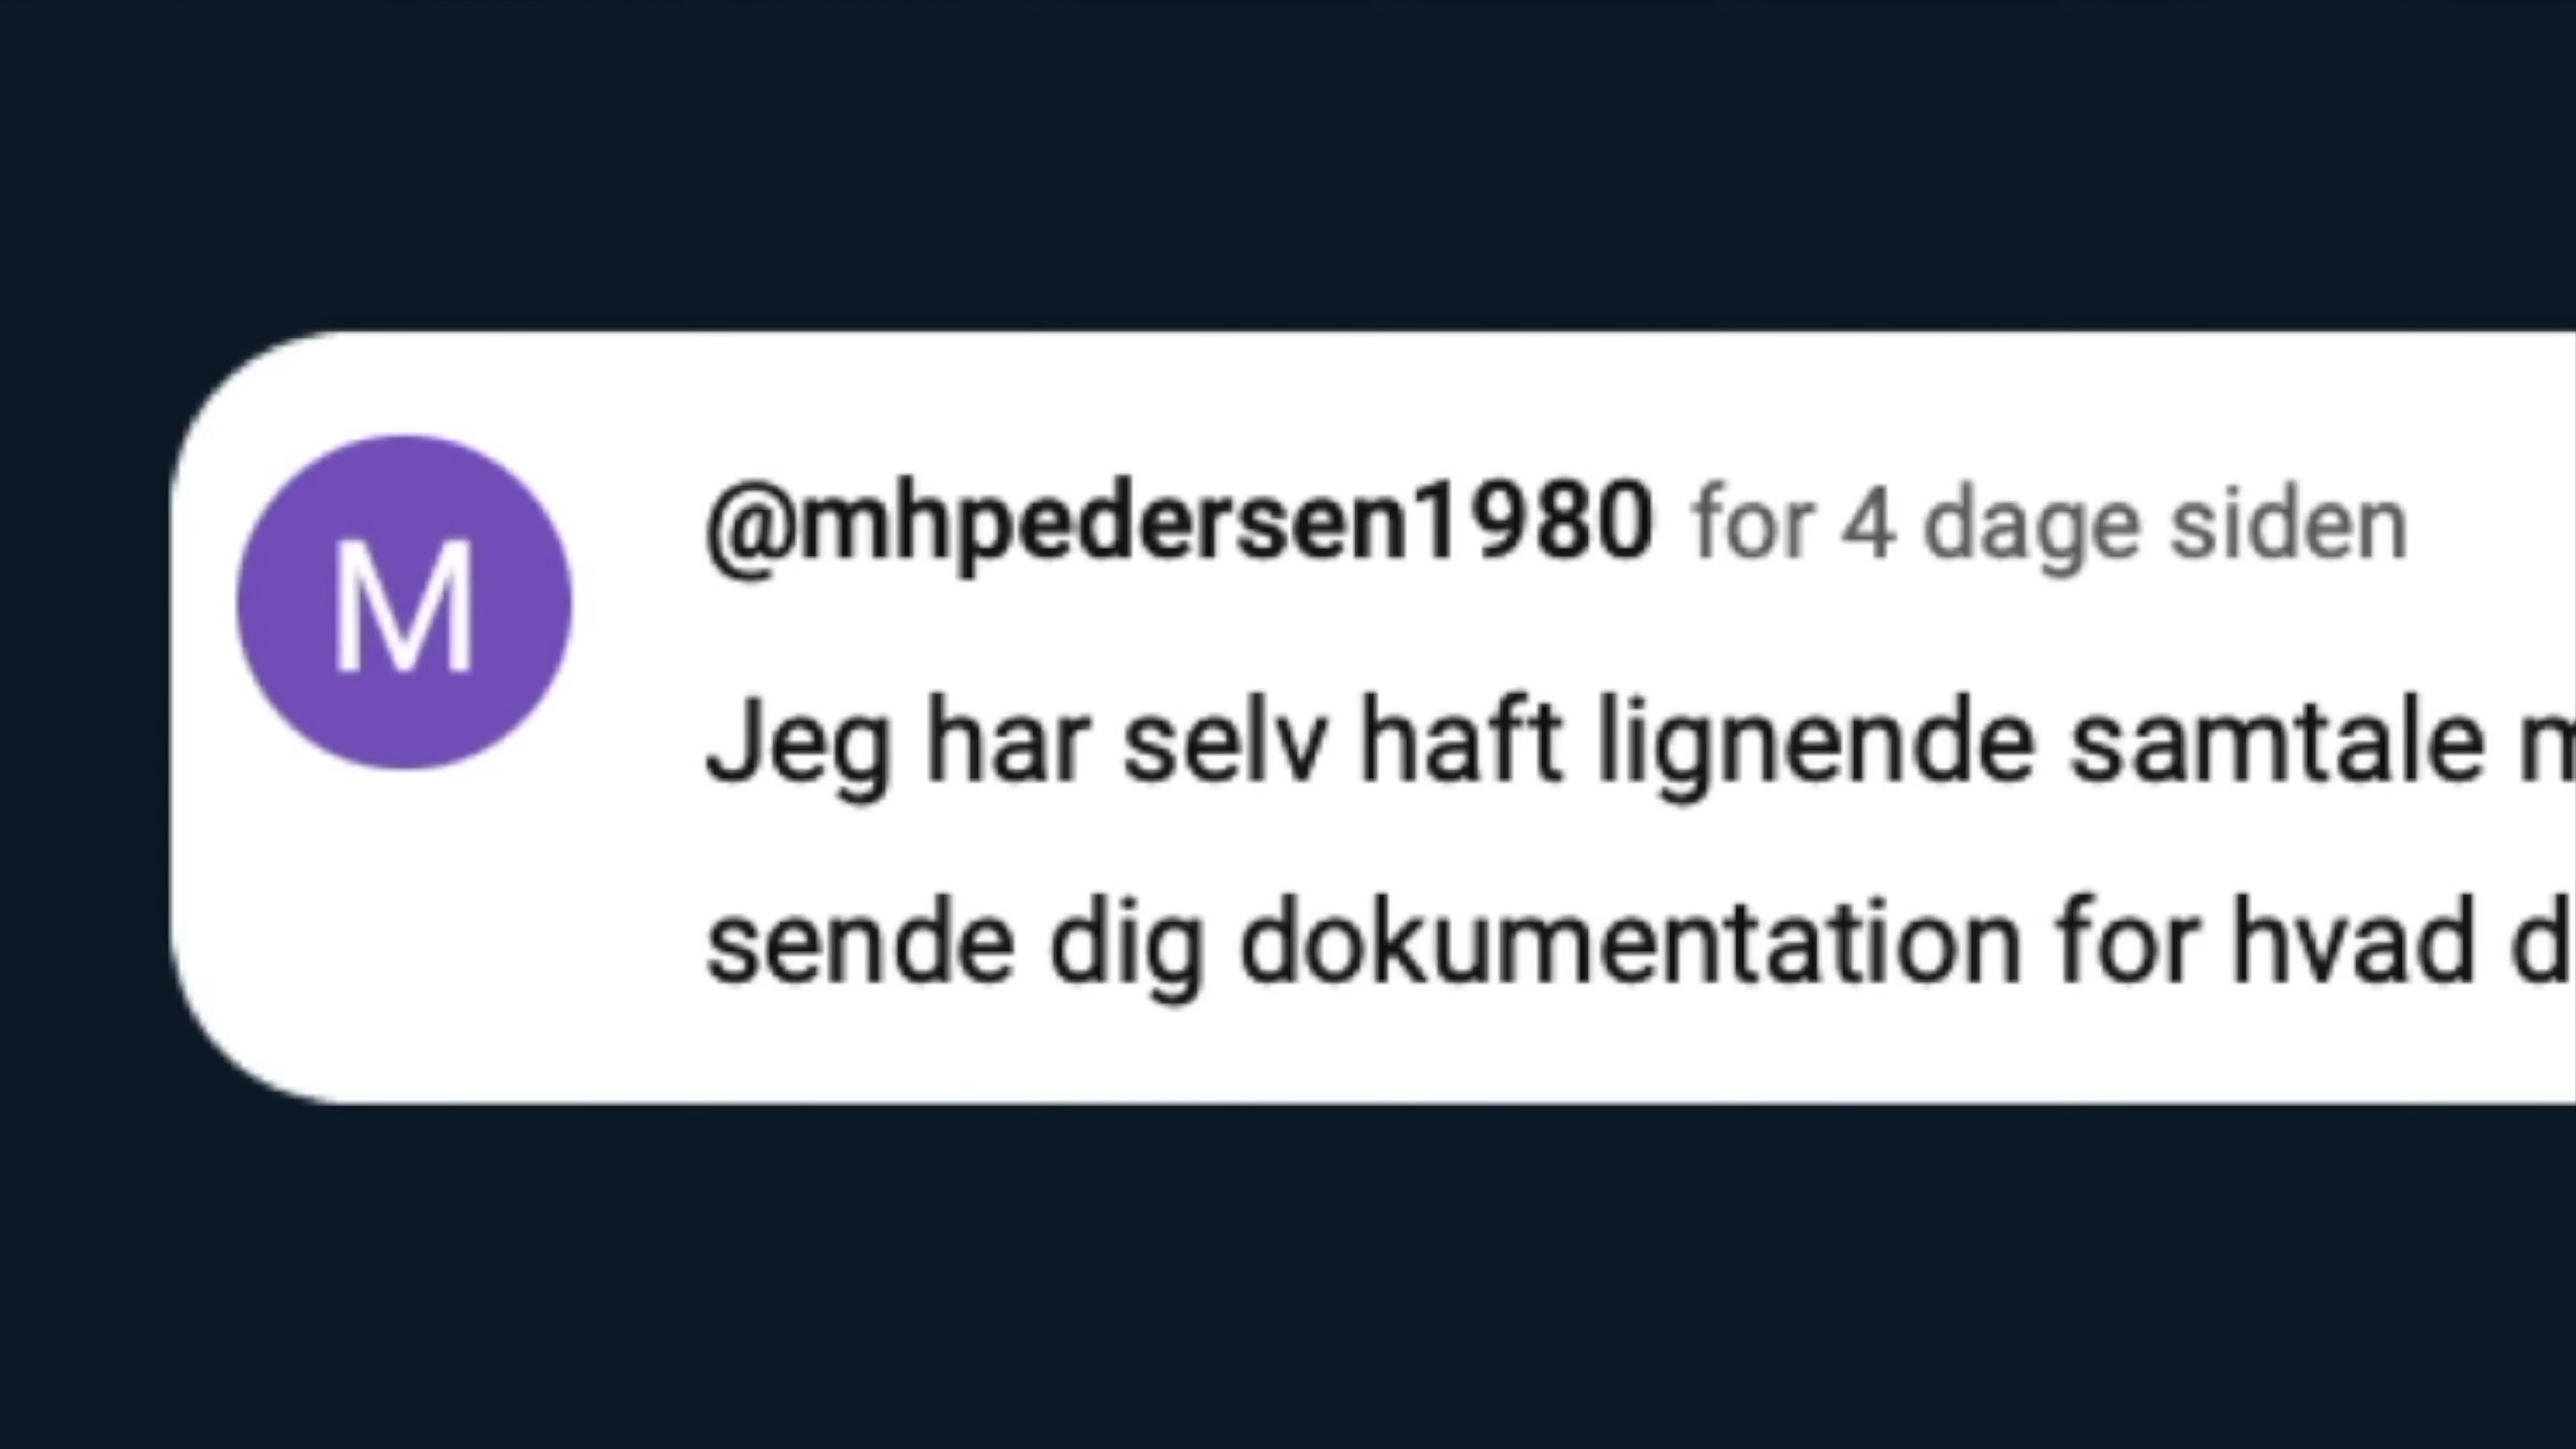 M
@mhpedersen1980 for 4 dage siden
Jeg har selv haft lignende samtale
sende dig dokumentation for hvad